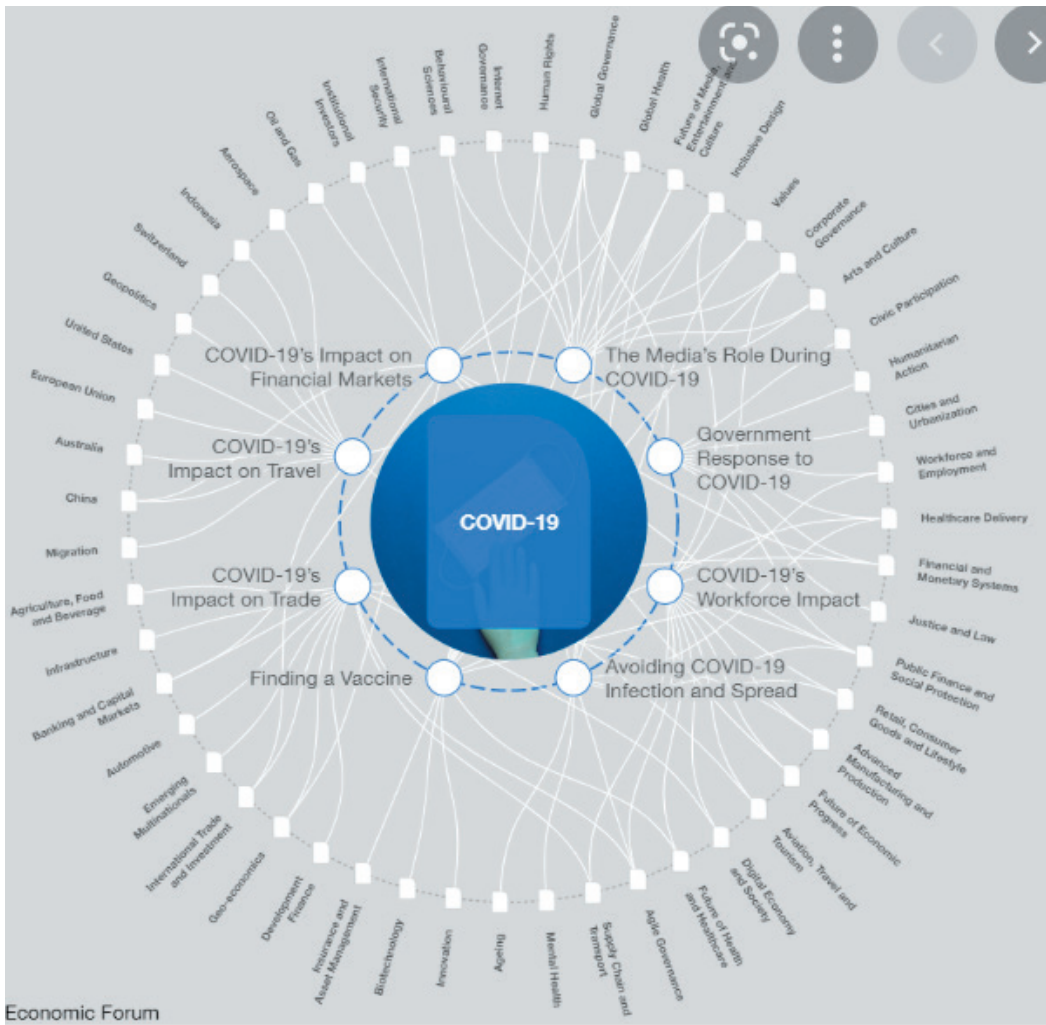 Behavioural
Sciences
Internet
Governance
Human Rights
Global Governance
Global Health
Future of Media,
Entertainment and
Culture
Inclusive Design
Values
Corporate
Governance
Arts and Culture
Civic Participation
Humanitarian
Action
Cities and
Urbanization
Workforce and
Employment
Healthcare Delivery
Financial and
Monetary Systems
Justice and Law
Public Finance and
Social Protection
Retail, Consumer
Goods and Lifestyle
Advanced
Manufacturing and
Production
Future of Economic
Progress
Aviation, Travel and
Tourism
Digital Economy
and Society
Future of Health
and Healthcare
Agile Governance
Supply Chain and
Transport
Mental Health
Ageing
Innovation
Biotechnology
Insurance and
Asset Management
Development
Finance
Geo-economics
International Trade
and Investment
Emerging
Multinationals
Automotive
Banking and Capital
Markets
Infrastructure
Agriculture, Food
and Beverage
Migration
China
Australia
European Union
United States
Geopolitics
Switzerland
Indonesia
Aerospace
Oil and Gas
Institutional
Investors
International
Security
COVID-19's Impact on
Financial Markets
The Media's Role During
COVID-19
COVID-19's
Impact on Travel
Government
Response to
COVID-19
COVID-19
COVID-19's
Impact on Trade
COVID-19's
Workforce Impact
Finding a Vaccine
Avoiding COVID-19
Infection and Spread
Economic Forum